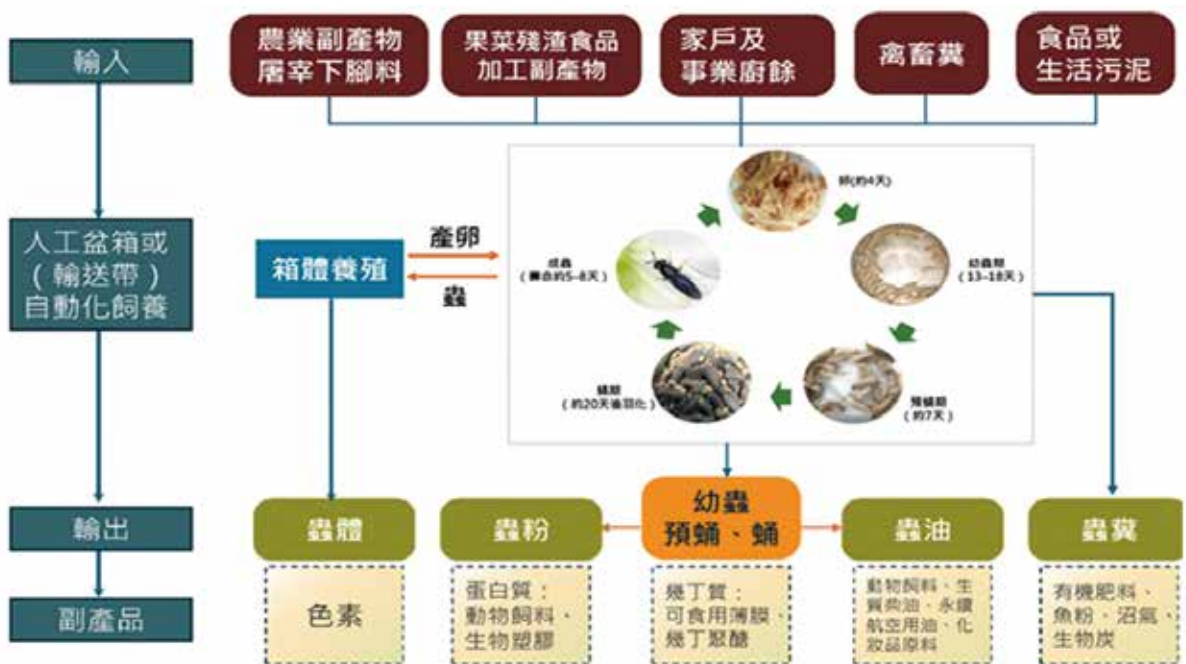 輸入
農業副產物
屠宰下腳料
果菜殘渣食品
加工副產物
家戶及
事業廚餘
禽畜糞
食品或
生活污泥
人工盆箱或
（輸送帶）
自動化飼養
箱體養殖
產卵
蟲
卵(約4天)
幼蟲期
（13–18天）
預蛹期
（約7天）
蛹期
（約20天後羽化）
成蟲
（壽命約5–8天）
輸出
蟲體
蟲粉
幼蟲
預蛹、蛹
蟲油
蟲糞
副產品
色素
蛋白質：
動物飼料、
生物塑膠
幾丁質：
可食用薄膜、
幾丁聚醣
動物飼料、生
質柴油、永續
航空用油、化
妝品原料
有機肥料、
魚粉、沼氣、
生物炭